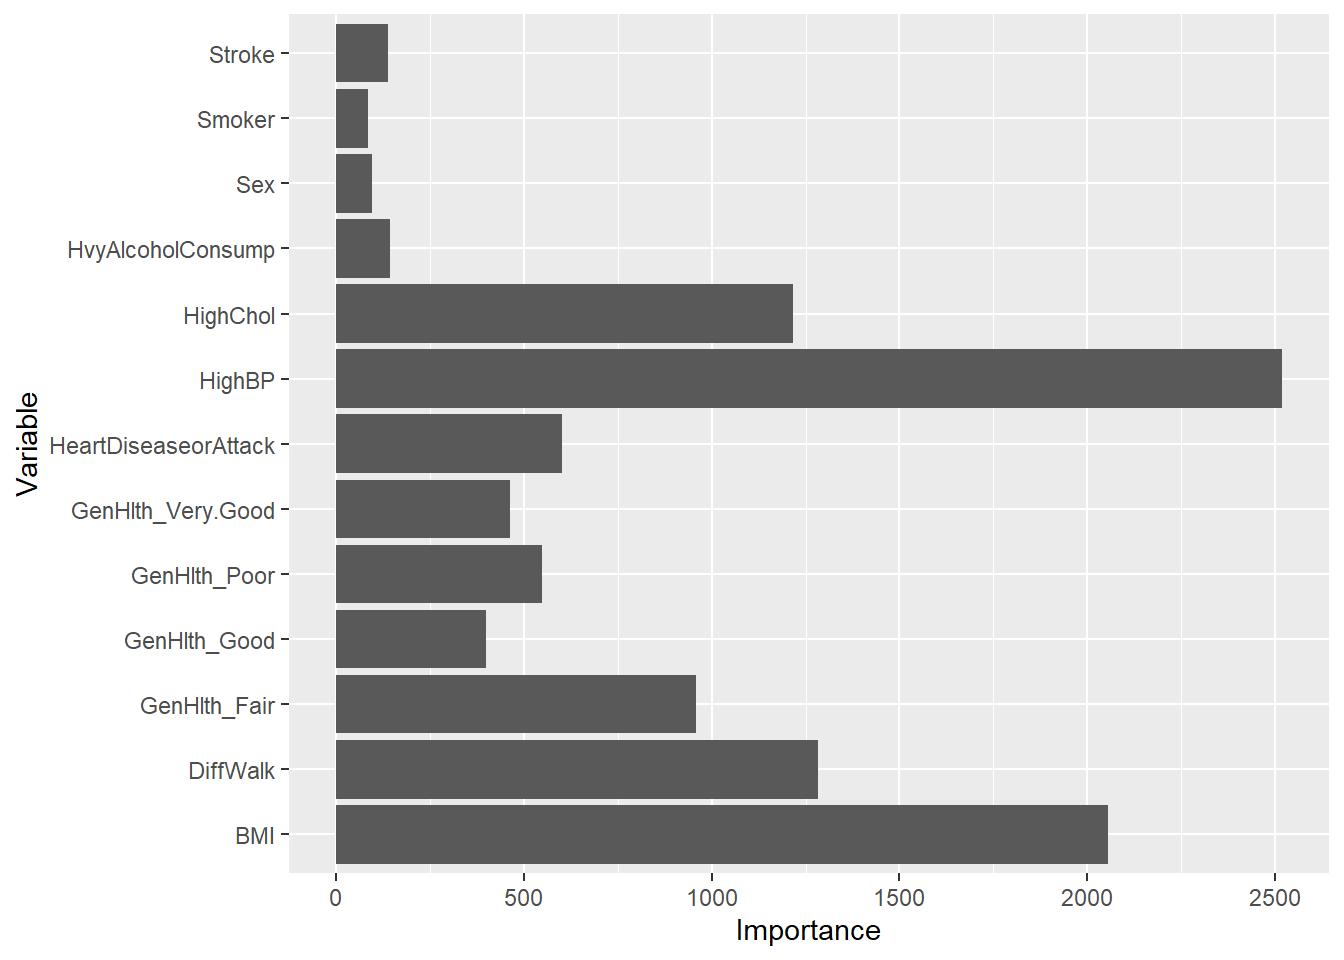 Stroke
Smoker
Sex
HvyAlcoholConsump
HighChol
HighBP
HeartDiseaseorAttack
GenHlth_Very.Good
GenHlth_Poor
GenHlth_Good
GenHlth_Fair
DiffWalk
BMI
Variable
0 500 1000 1500 2000 2500
Importance